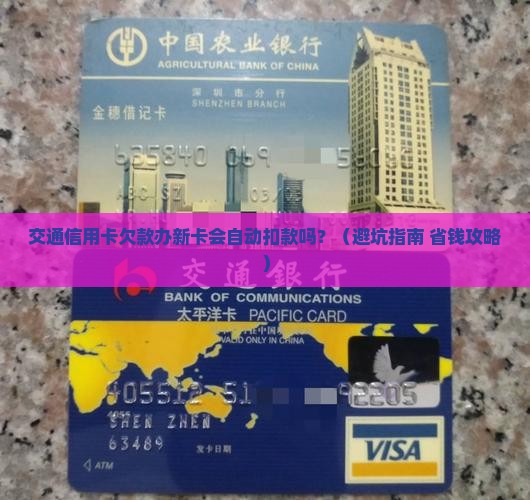 中国农业银行
AGRICULTURAL BANK OF CHINA
深圳市分行
SHENZHEN BRANCH
金穗借记卡
交通信用卡欠款办新卡会自动扣款吗？（避坑指南 省钱攻略
）
交通銀行
BANK OF COMMUNICATIONS
太平洋卡 PACIFIC CARD
VALID ONLY IN CHINA
SHEN ZHEN
63489
发卡日期
ATM
VISA